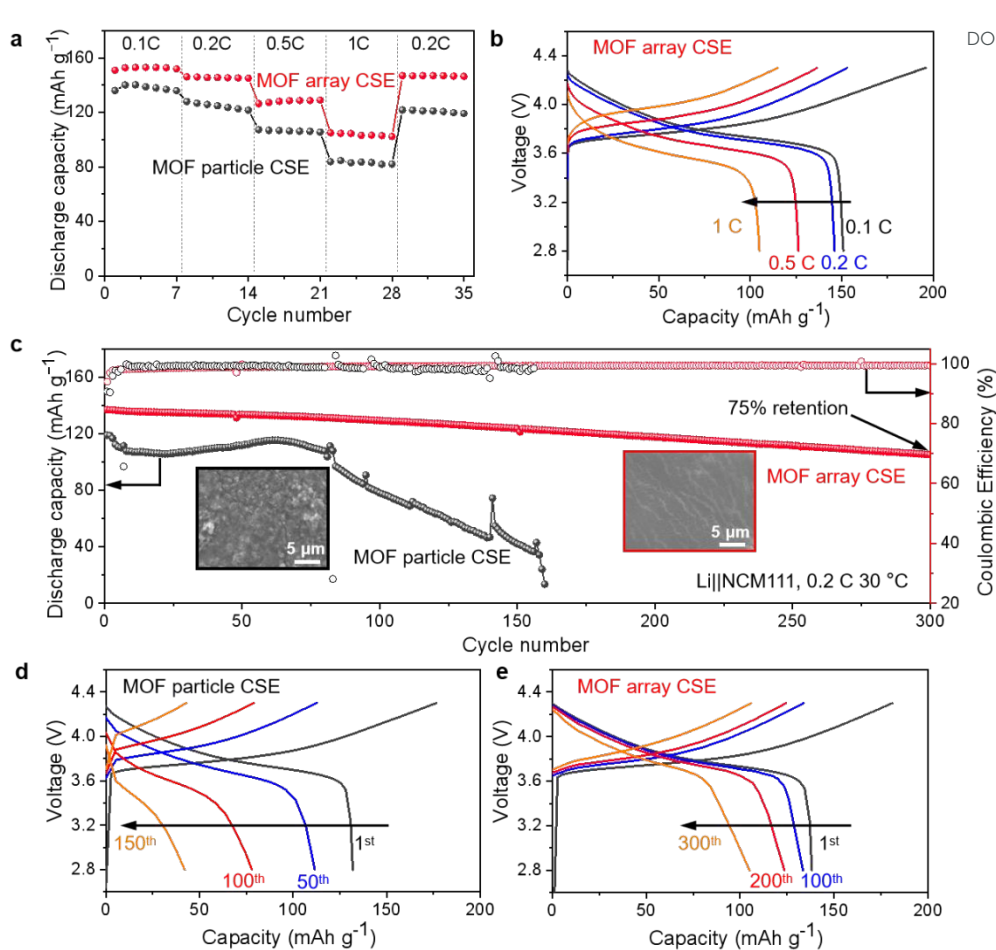 a
0.1C 0.2C 0.5C 1C 0.2C
MOF array CSE
MOF particle CSE
160
120
80
40
0
0 7 14 21 28 35
Discharge capacity (mAh g⁻¹)
Cycle number
b
MOF array CSE
4.4
4.0
3.6
3.2
2.8
1 C
0.1 C
0.5 C 0.2 C
0 50 100 150 200
Voltage (V)
Capacity (mAh g⁻¹)
DO
c
160
120
80
40
0
Discharge capacity (mAh g⁻¹)
100
80
60
40
20
Coulombic Efficiency (%)
75% retention
MOF array CSE
5 μm
5 μm
MOF particle CSE
Li||NCM111, 0.2 C 30 °C
0 50 100 150 200 250 300
Cycle number
d
MOF particle CSE
4.4
4.0
3.6
3.2
2.8
150th
1st
100th 50th
0 50 100 150 200
Voltage (V)
Capacity (mAh g⁻¹)
e
MOF array CSE
4.4
4.0
3.6
3.2
2.8
300th
1st
200th 100th
0 50 100 150 200
Voltage (V)
Capacity (mAh g⁻¹)